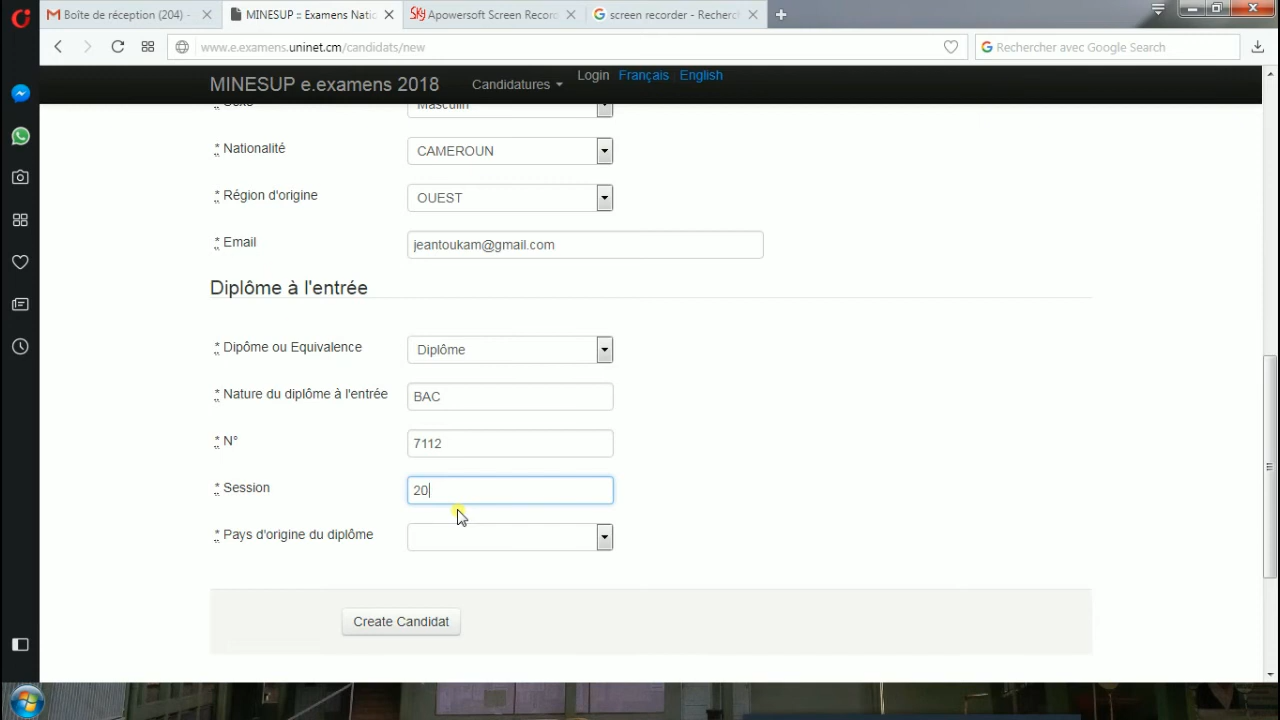 Boîte de réception (204) -
MINESUP :: Examens Natio
Sky Apowersoft Screen Record
screen recorder - Recherch
www.e.examens.uninet.cm/candidats/new
Rechercher avec Google Search
MINESUP e.examens 2018
Candidatures
Login
Français
English
* Sexe
Masculin
* Nationalité
CAMEROUN
* Région d'origine
OUEST
* Email
jeantoukam@gmail.com
Diplôme à l'entrée
* Dipôme ou Equivalence
Diplôme
* Nature du diplôme à l'entrée
BAC
* N°
7112
* Session
20
* Pays d'origine du diplôme
Create Candidat